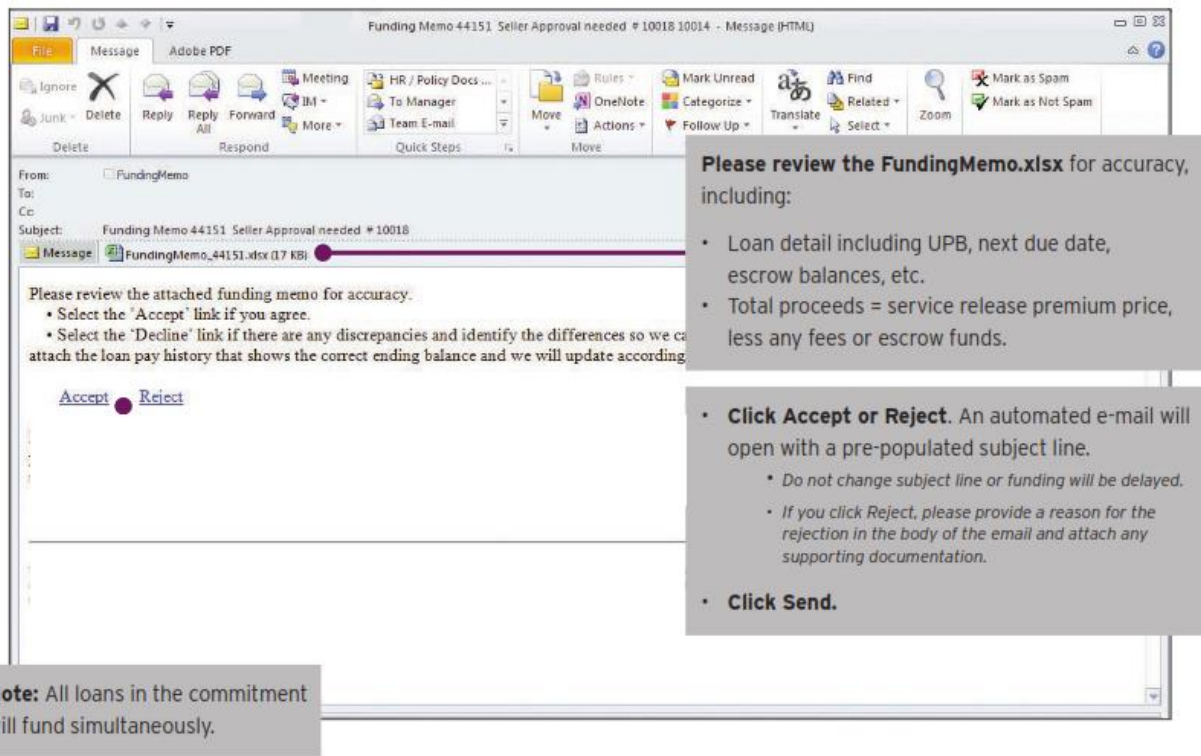 Funding Memo 44151 Seller Approval needed # 10018 10014 - Message (HTML)
File Message Adobe PDF
Ignore
Junk
Delete
Reply
Reply All
Forward
Meeting
IM
More
HR / Policy Docs ...
To Manager
Team E-mail
Move
Rules
OneNote
Actions
Mark Unread
Categorize
Follow Up
Translate
Find
Related
Select
Zoom
Mark as Spam
Mark as Not Spam
Delete Respond Quick Steps Move
From: FundingMemo
To:
Cc:
Subject: Funding Memo 44151 Seller Approval needed # 10018
Message FundingMemo_44151.xlsx (17 KB)
Please review the attached funding memo for accuracy.
• Select the 'Accept' link if you agree.
• Select the 'Decline' link if there are any discrepancies and identify the differences so we ca
attach the loan pay history that shows the correct ending balance and we will update according
Accept Reject
Please review the FundingMemo.xlsx for accuracy,
including:
• Loan detail including UPB, next due date,
escrow balances, etc.
• Total proceeds = service release premium price,
less any fees or escrow funds.
• Click Accept or Reject. An automated e-mail will
open with a pre-populated subject line.
• Do not change subject line or funding will be delayed.
• If you click Reject, please provide a reason for the
rejection in the body of the email and attach any
supporting documentation.
• Click Send.
ote: All loans in the commitment
ill fund simultaneously.